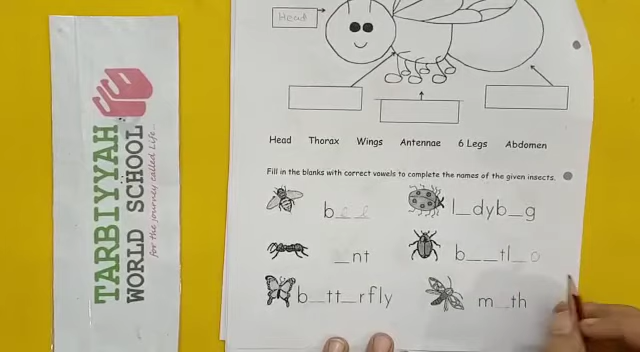 TARBIYYAH
WORLD SCHOOL
for the journey called Life..
Head
Head Thorax Wings Antennae 6 Legs Abdomen
Fill in the blanks with correct vowels to complete the names of the given insects.
bee l_dyb_g
_nt b__tl_
b_tt_rfly m_th